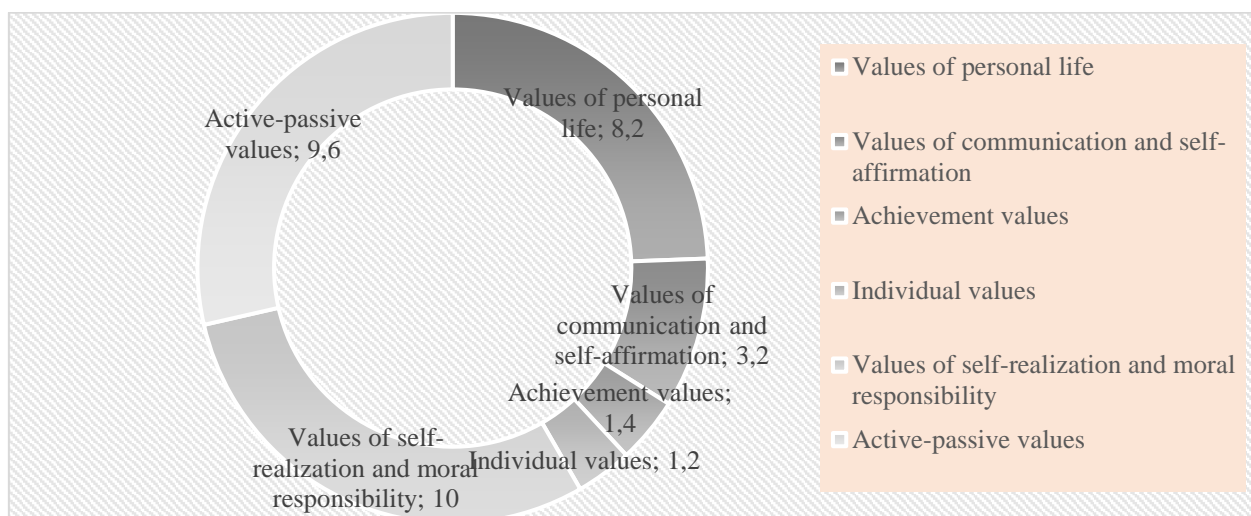 Values of personal
life; 8,2
Values of
communication and
self-affirmation; 3,2
Achievement values;
1,4
Individual values; 1,2
Values of self-
realization and moral
responsibility; 10
Active-passive
values; 9,6
Values of personal life
Values of communication and self-
affirmation
Achievement values
Individual values
Values of self-realization and moral
responsibility
Active-passive values